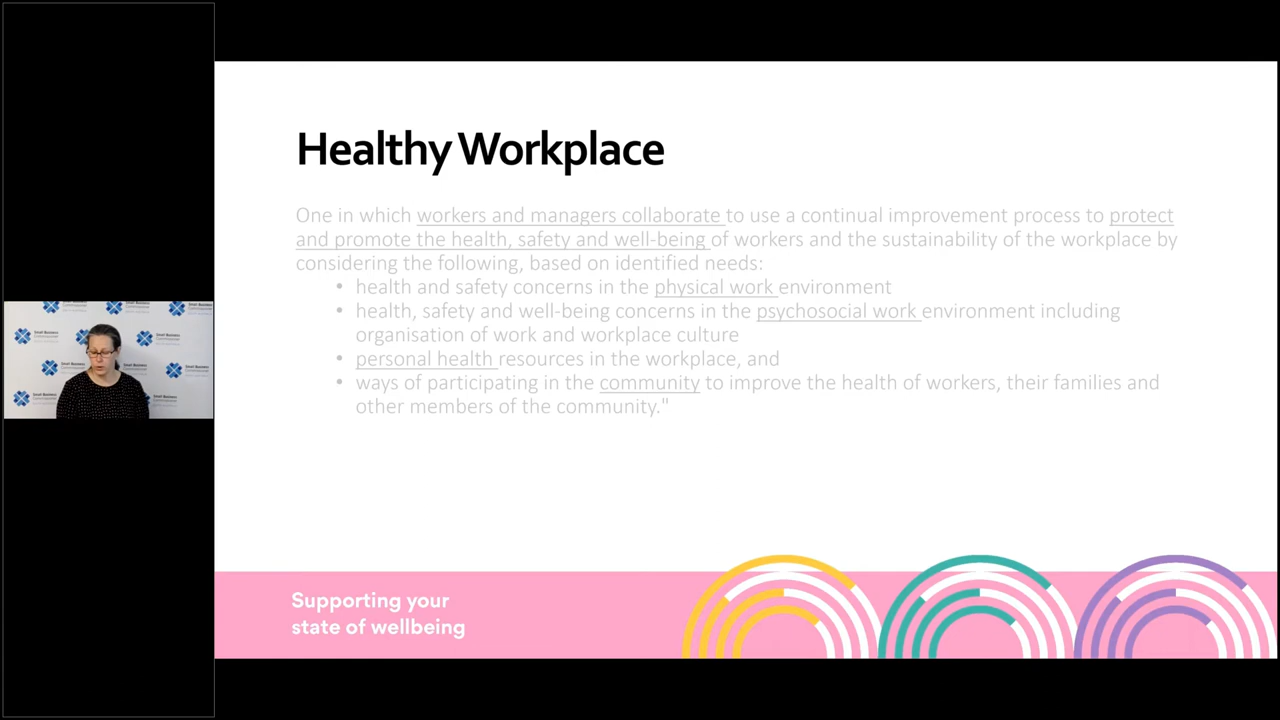 Healthy Workplace
One in which workers and managers collaborate to use a continual improvement process to protect
and promote the health, safety and well-being of workers and the sustainability of the workplace by
considering the following, based on identified needs:
• health and safety concerns in the physical work environment
• health, safety and well-being concerns in the psychosocial work environment including
organisation of work and workplace culture
• personal health resources in the workplace, and
• ways of participating in the community to improve the health of workers, their families and
other members of the community."
Supporting your
state of wellbeing
Small Business
Commissioner